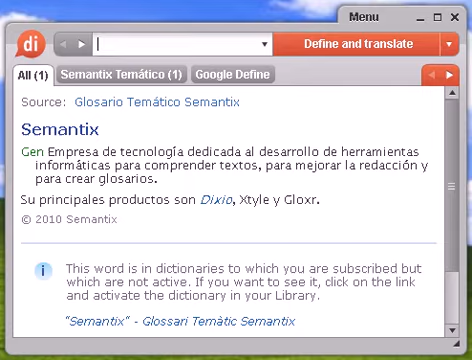 Menu
di
Define and translate
All (1)
Semantix Temático (1)
Google Define
Source: Glosario Temático Semantix
Semantix
Gen Empresa de tecnología dedicada al desarrollo de herramientas
informáticas para comprender textos, para mejorar la redacción y
para crear glosarios.
Su principales productos son Dixio, Xtyle y Gloxr.
© 2010 Semantix
i
This word is in dictionaries to which you are subscribed but
which are not active. If you want to see it, click on the link
and activate the dictionary in your Library.
"Semantix" - Glossari Temàtic Semantix